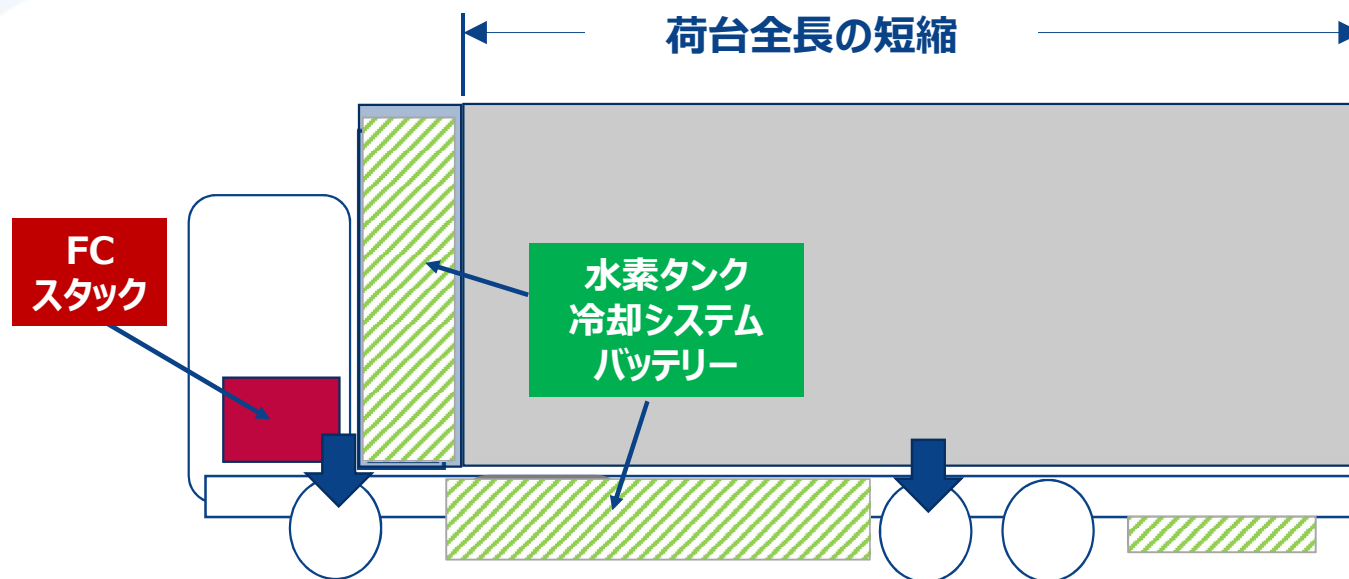 荷台全長の短縮
FC
スタック
水素タンク
冷却システム
バッテリー